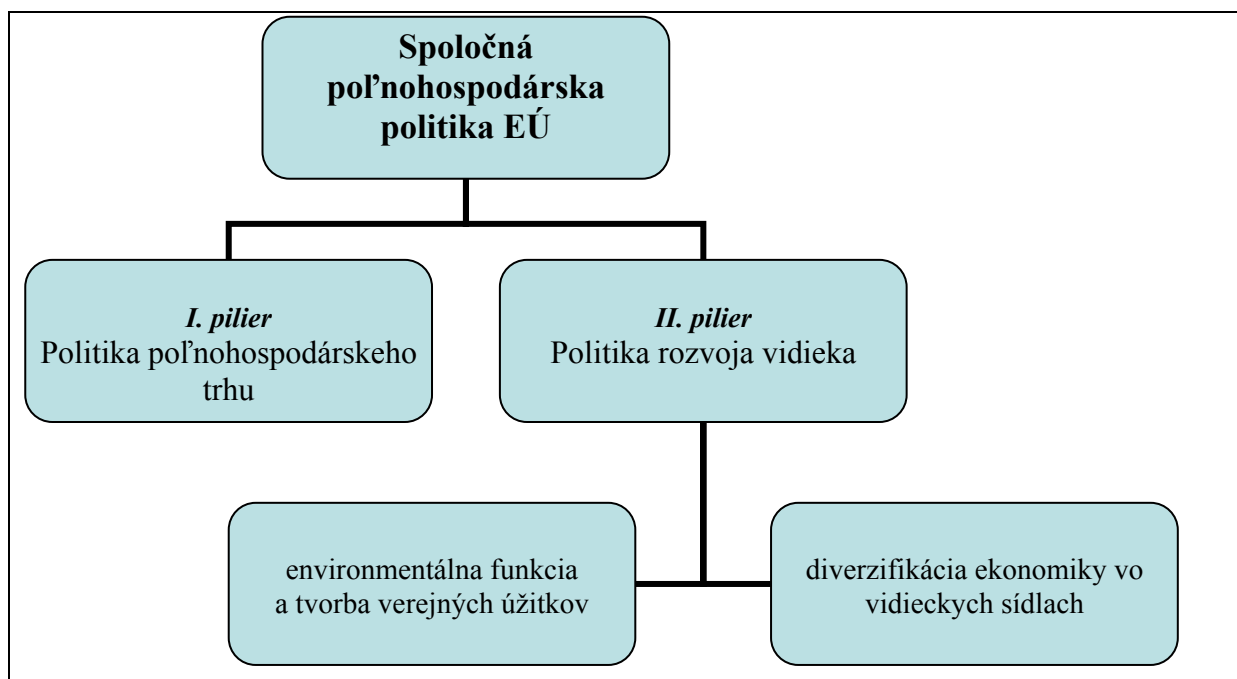 Spoločná
poľnohospodárska
politika EÚ
I. pilier
Politika poľnohospodárskeho
trhu
II. pilier
Politika rozvoja vidieka
environmentálna funkcia
a tvorba verejných úžitkov
diverzifikácia ekonomiky vo
vidieckych sídlach